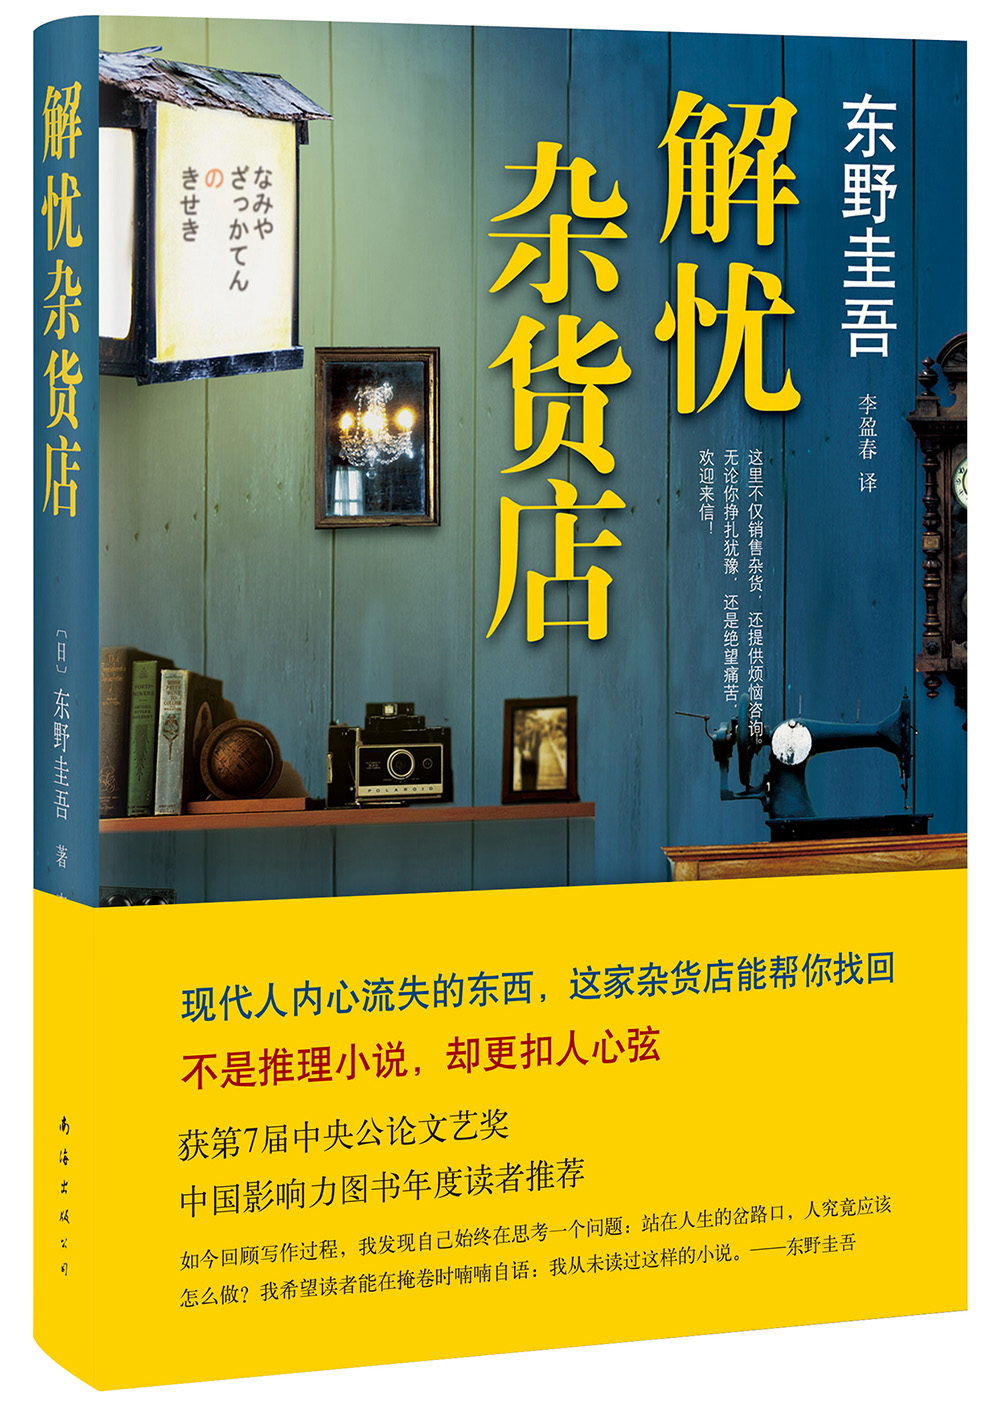 解忧杂货店
〔日〕东野圭吾 著
南海出版公司
なみや
ざっかてん
の
きせき
东野圭吾
李盈春 译
解忧
杂货店
这里不仅销售杂货,还提供烦恼咨询。
无论你挣扎犹豫,还是绝望痛苦,
欢迎来信!
POLAROID
现代人内心流失的东西,这家杂货店能帮你找回
不是推理小说,却更扣人心弦
获第7届中央公论文艺奖
中国影响力图书年度读者推荐
如今回顾写作过程,我发现自己始终在思考一个问题:站在人生的岔路口,人究竟应该
怎么做?我希望读者能在掩卷时喃喃自语:我从未读过这样的小说。——东野圭吾